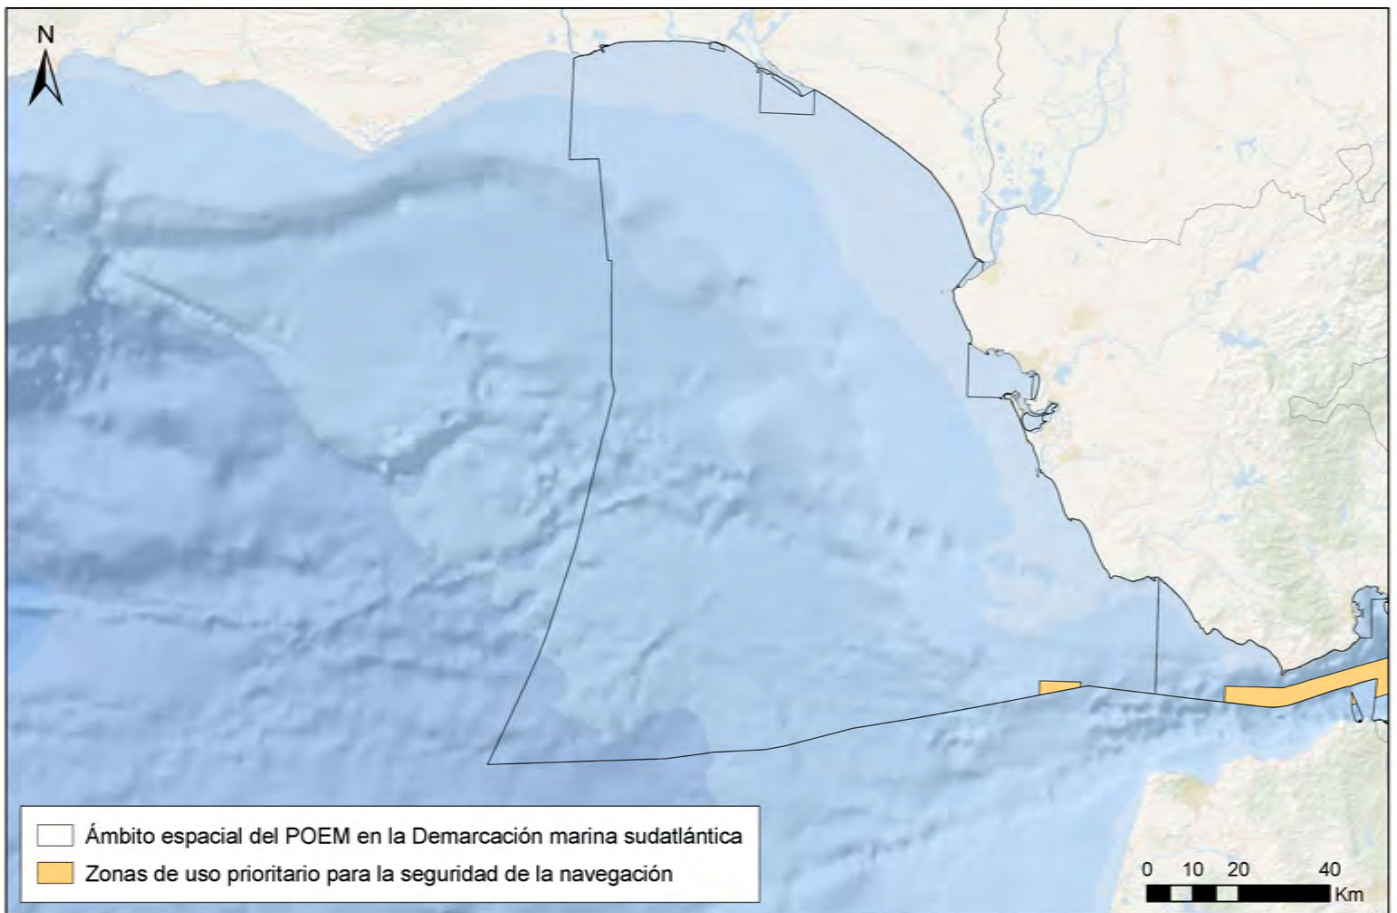 N
Ámbito espacial del POEM en la Demarcación marina sudatlántica
Zonas de uso prioritario para la seguridad de la navegación
0 10 20 40
Km